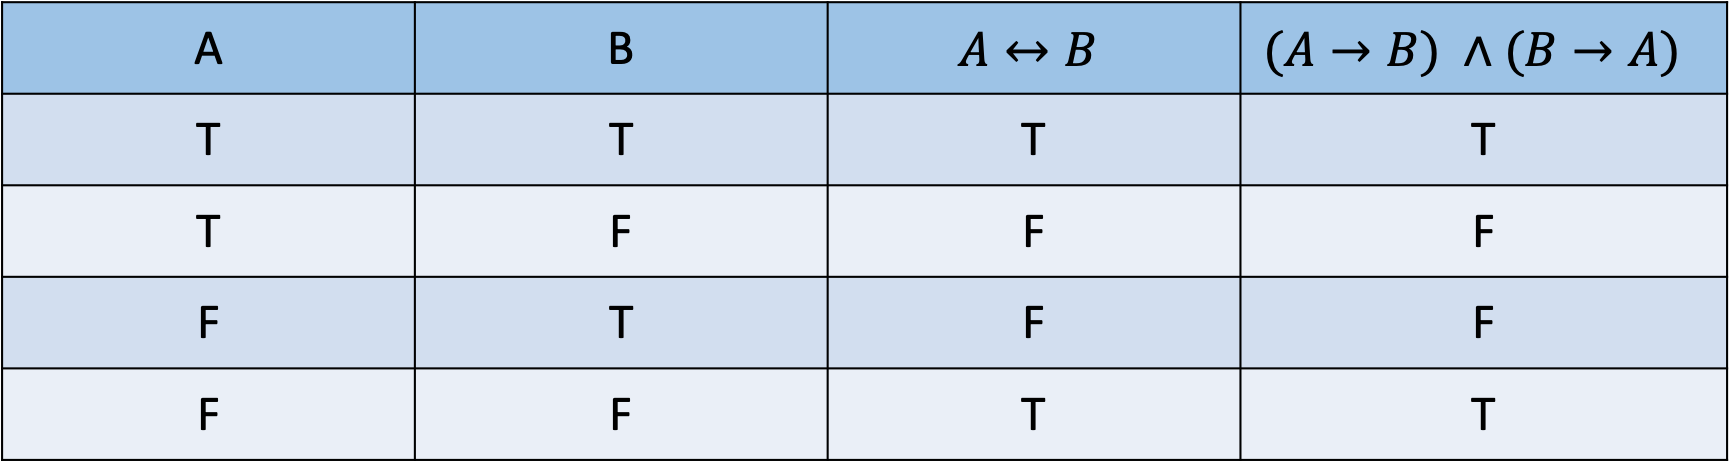 A B A ↔ B (A → B) ∧ (B → A)
T T T T
T F F F
F T F F
F F T T